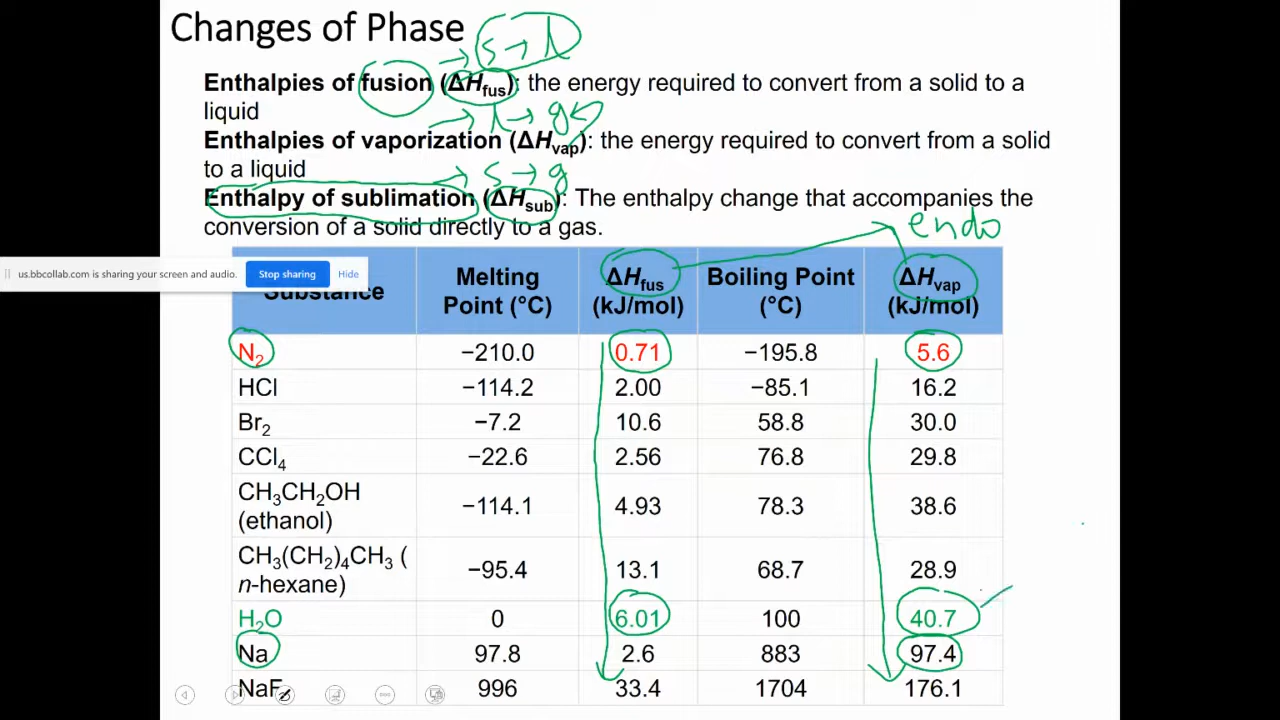 Changes of Phase
s → l
Enthalpies of fusion (ΔHfus): the energy required to convert from a solid to a
liquid
l → g
Enthalpies of vaporization (ΔHvap): the energy required to convert from a solid
to a liquid
s → g
Enthalpy of sublimation (ΔHsub): The enthalpy change that accompanies the
conversion of a solid directly to a gas.
endo
us.bbcollab.com is sharing your screen and audio. Stop sharing Hide
Substance Melting Point (°C) ΔHfus (kJ/mol) Boiling Point (°C) ΔHvap (kJ/mol)
N₂ −210.0 0.71 −195.8 5.6
HCl −114.2 2.00 −85.1 16.2
Br₂ −7.2 10.6 58.8 30.0
CCl₄ −22.6 2.56 76.8 29.8
CH₃CH₂OH (ethanol) −114.1 4.93 78.3 38.6
CH₃(CH₂)₄CH₃ ( n-hexane) −95.4 13.1 68.7 28.9
H₂O 0 6.01 100 40.7
Na 97.8 2.6 883 97.4
NaF 996 33.4 1704 176.1